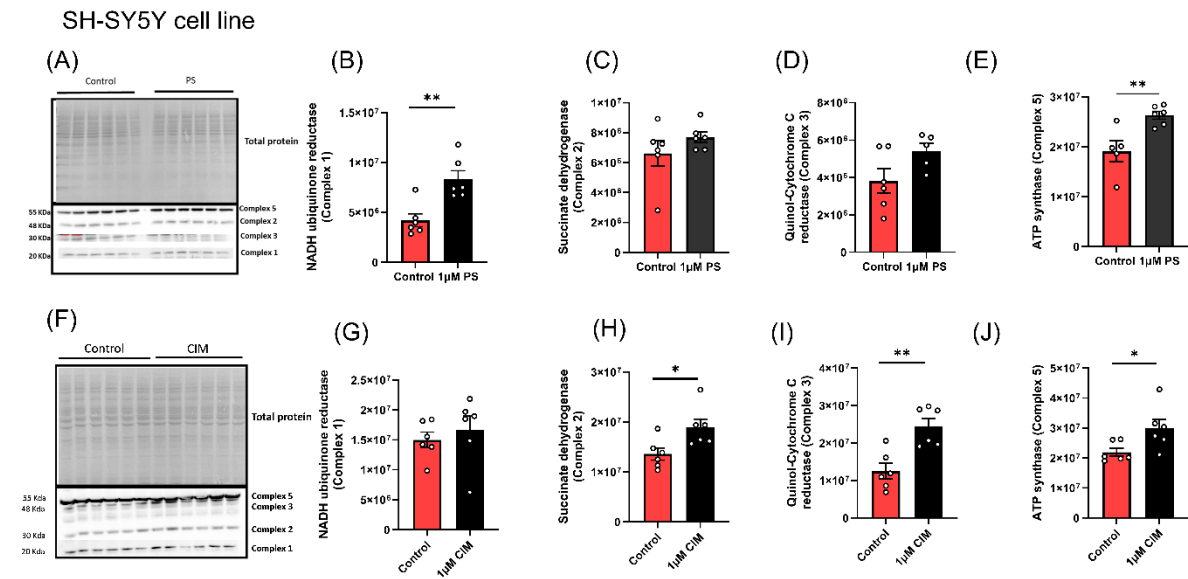 SH-SY5Y cell line
(A)
Control PS
Total protein
55 KDa
48 KDa
30 KDa
20 KDa
Complex 5
Complex 2
Complex 3
Complex 1
(B)
NADH ubiquinone reductase
(Complex 1)
1.5×10⁷
1×10⁷
5×10⁶
0
**
Control 1µM PS
(C)
Succinate dehydrogenase
(Complex 2)
1×10⁷
8×10⁶
6×10⁶
4×10⁶
2×10⁶
0
Control 1µM PS
(D)
Quinol-Cytochrome C
reductase (Complex 3)
8×10⁶
6×10⁶
4×10⁶
2×10⁶
0
Control 1µM PS
(E)
ATP synthase (Complex 5)
3×10⁷
2×10⁷
1×10⁷
0
**
Control 1µM PS
(F)
Control CIM
Total protein
55 Kda
48 Kda
30 Kda
20 Kda
Complex 5
Complex 3
Complex 2
Complex 1
(G)
NADH ubiquinone reductase
(Complex 1)
2.5×10⁷
2×10⁷
1.5×10⁷
1×10⁷
5×10⁶
0
Control 1µM CIM
(H)
Succinate dehydrogenase
(Complex 2)
3×10⁷
2×10⁷
1×10⁷
0
*
Control 1µM CIM
(I)
Quinol-Cytochrome C
reductase (Complex 3)
4×10⁷
3×10⁷
2×10⁷
1×10⁷
0
**
Control 1µM CIM
(J)
ATP synthase (Complex 5)
5×10⁷
4×10⁷
3×10⁷
2×10⁷
1×10⁷
0
*
Control 1µM CIM